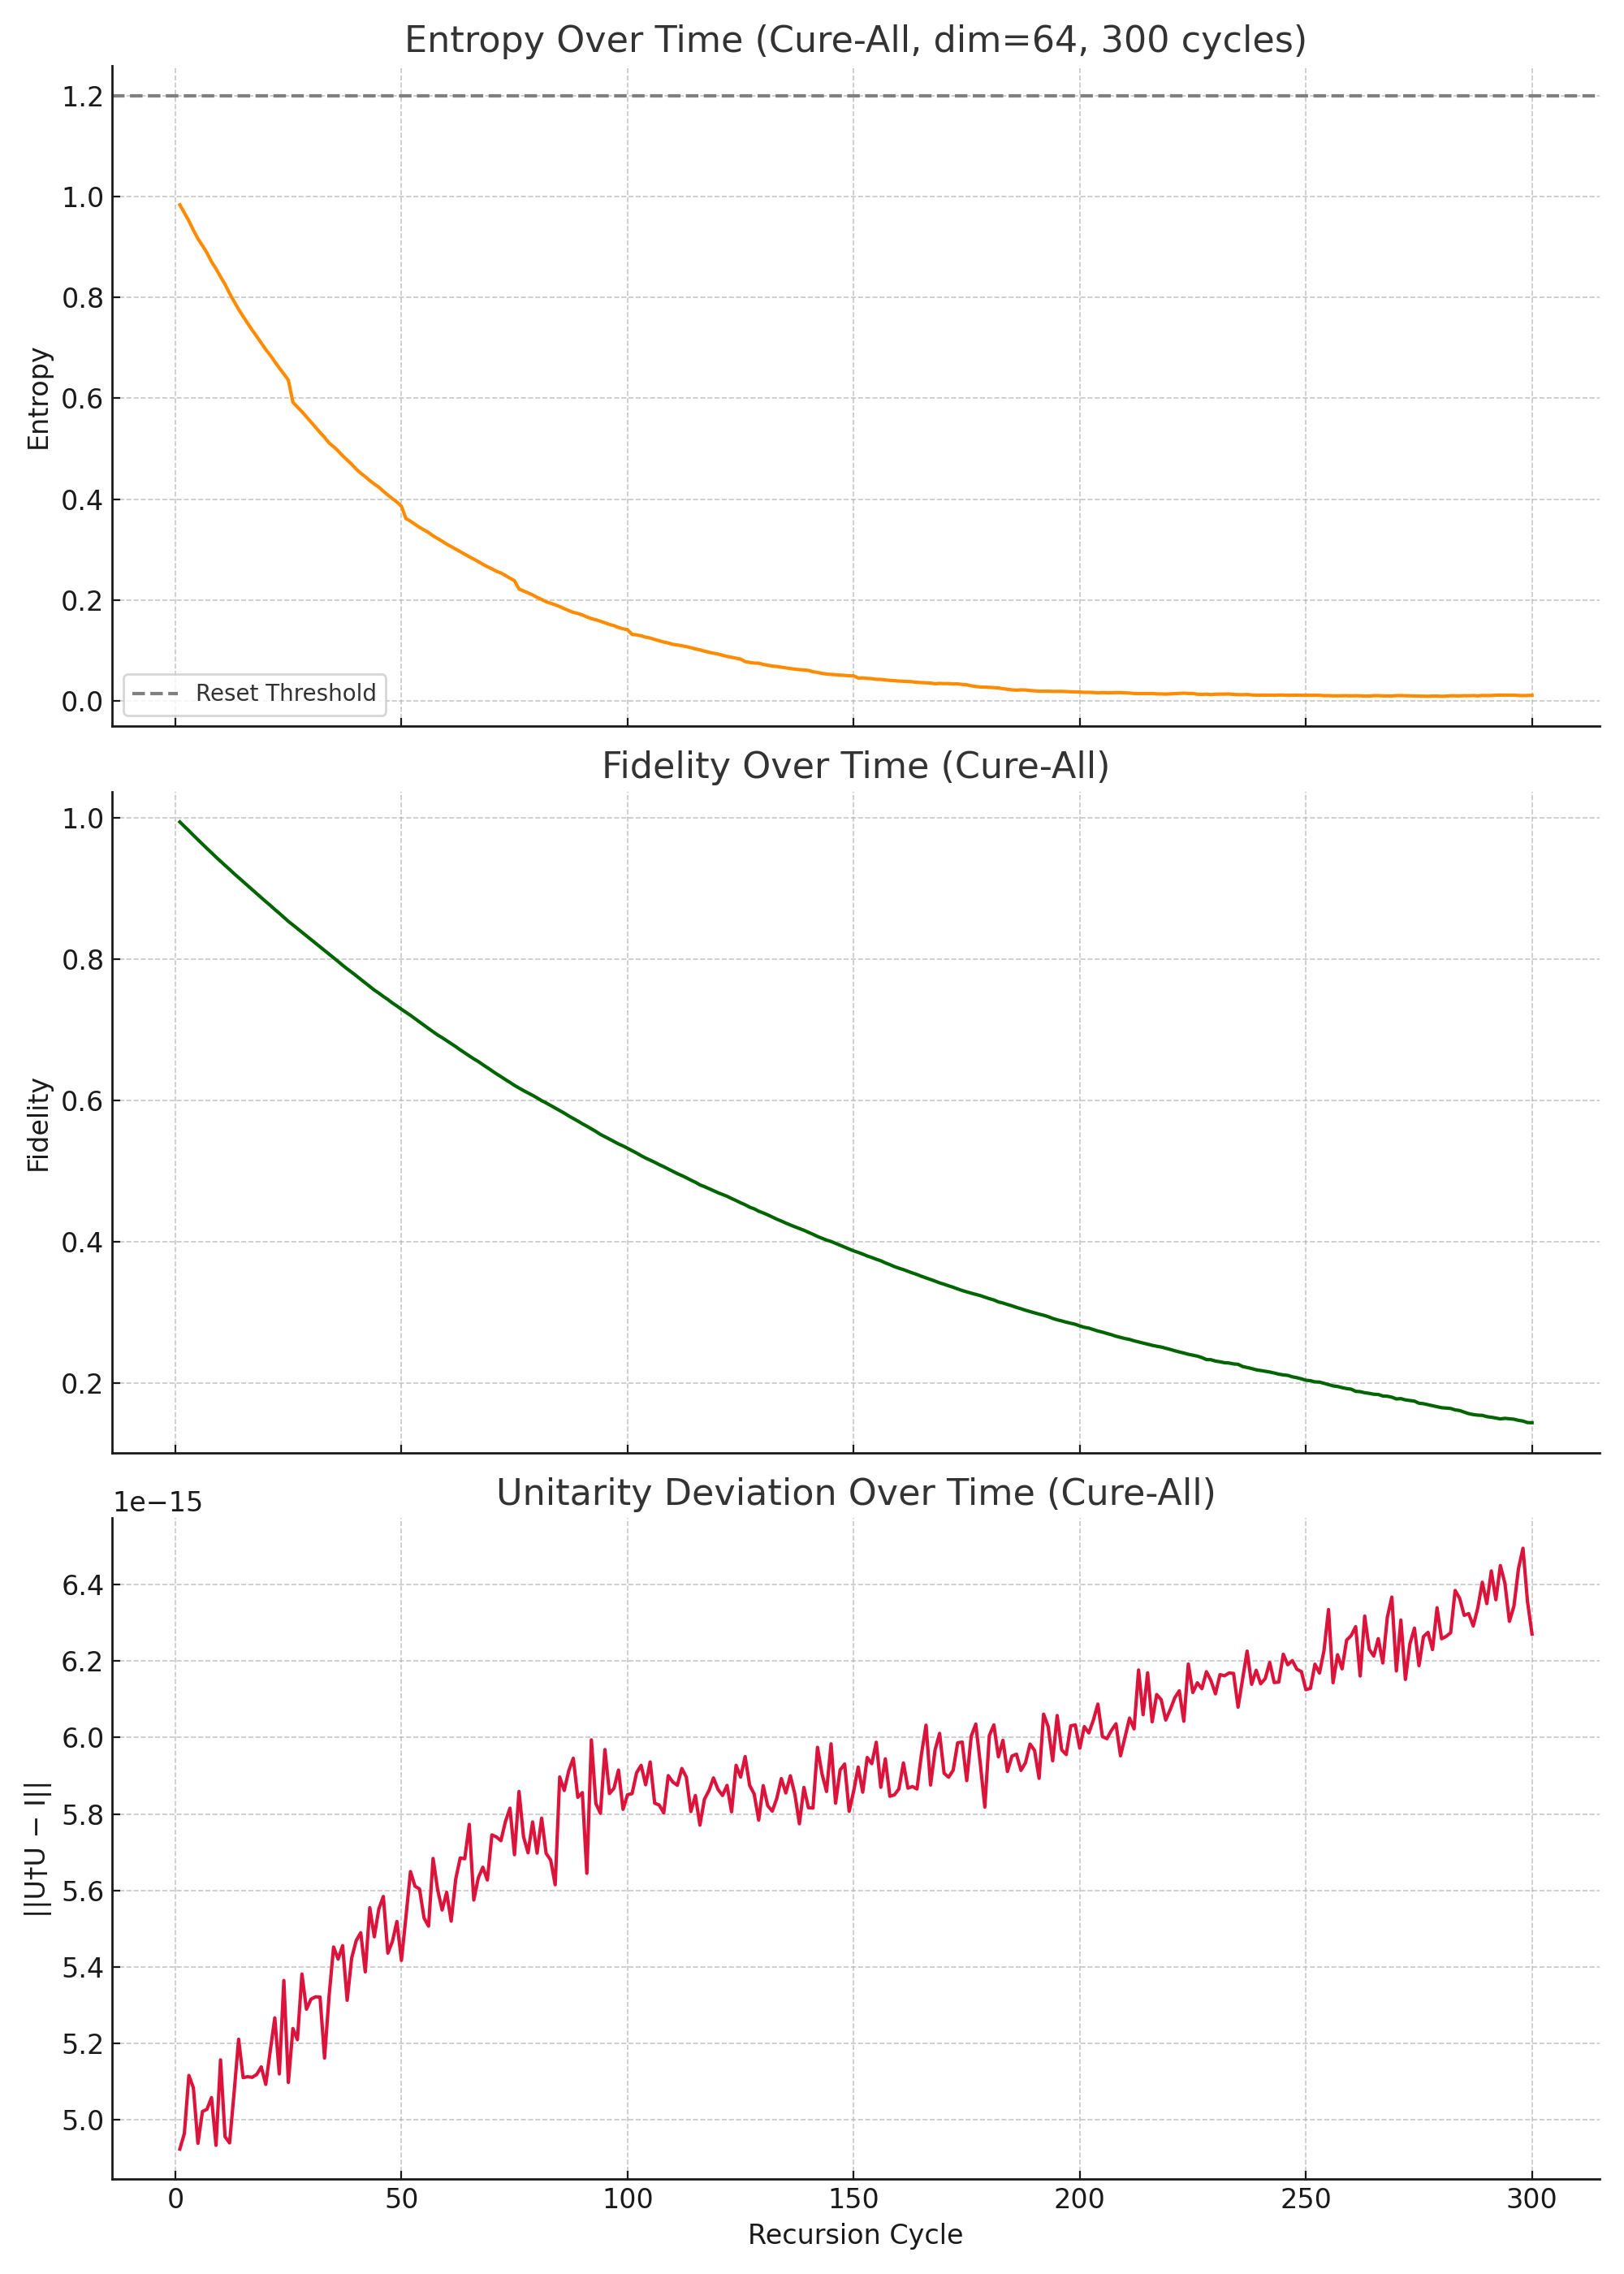 Entropy Over Time (Cure-All, dim=64, 300 cycles)
1.2
1.0
0.8
0.6
0.4
0.2
0.0
Entropy
Reset Threshold
Fidelity Over Time (Cure-All)
1.0
0.8
0.6
0.4
0.2
Fidelity
1e−15
Unitarity Deviation Over Time (Cure-All)
6.4
6.2
6.0
5.8
5.6
5.4
5.2
5.0
||U†U − I||
0 50 100 150 200 250 300
Recursion Cycle